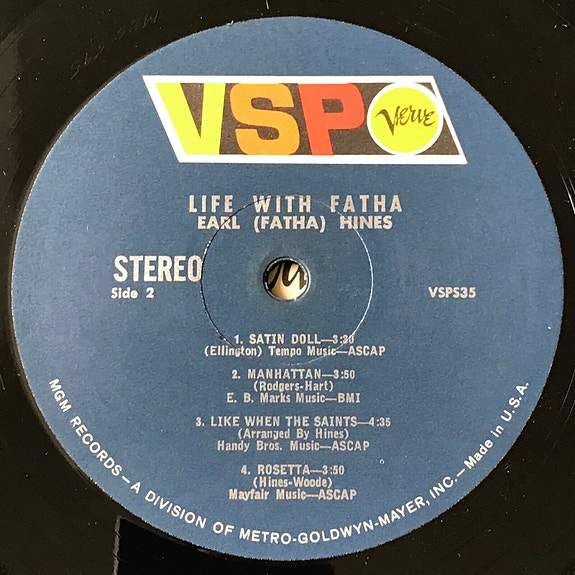 VSP Verve
LIFE WITH FATHA
EARL (FATHA) HINES
STEREO
Side 2
VSPS35
1. SATIN DOLL—3:30
(Ellington) Tempo Music—ASCAP
2. MANHATTAN—3:50
(Rodgers-Hart)
E. B. Marks Music—BMI
3. LIKE WHEN THE SAINTS—4:35
(Arranged By Hines)
Handy Bros. Music—ASCAP
4. ROSETTA—3:50
(Hines-Woode)
Mayfair Music—ASCAP
MGM RECORDS—A DIVISION OF METRO-GOLDWYN-MAYER, INC.—Made in U.S.A.